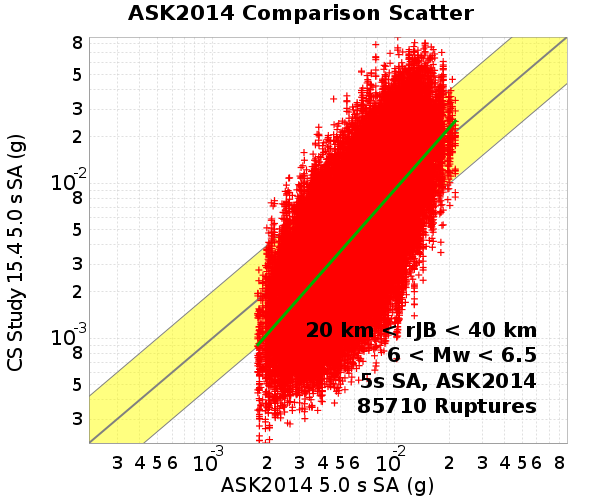 ASK2014 Comparison Scatter
CS Study 15.4 5.0 s SA (g)
8
5
3
2
10-2
8
5
3
2
10-3
8
5
3
20 km < rJB < 40 km
6 < Mw < 6.5
5s SA, ASK2014
85710 Ruptures
3 4 5 6 10-3 2 3 4 5 6 10-2 2 3 4 5 6 8
ASK2014 5.0 s SA (g)